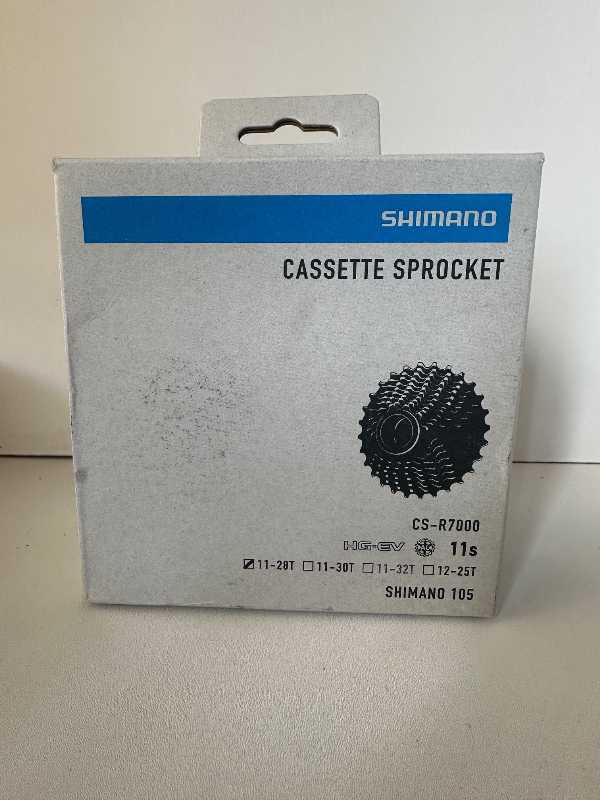 SHIMANO
CASSETTE SPROCKET
CS-R7000
HG-EV 11s
☑11-28T ☐11-30T ☐11-32T ☐12-25T
SHIMANO 105